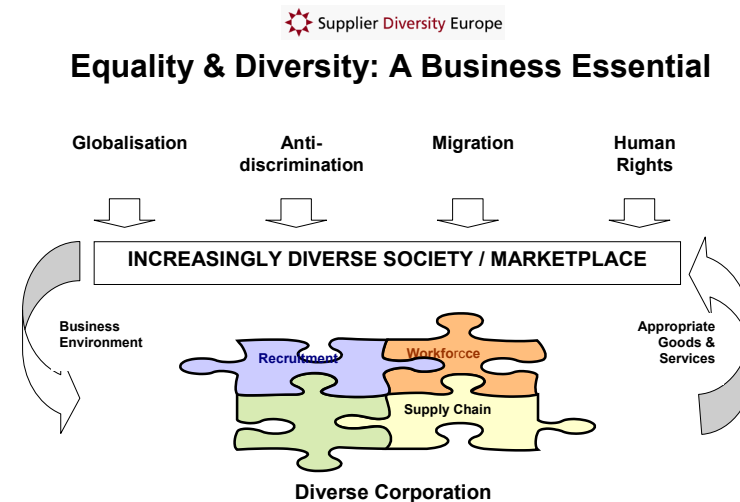 Supplier Diversity Europe
Equality & Diversity: A Business Essential
Globalisation
Anti-
discrimination
Migration
Human
Rights
INCREASINGLY DIVERSE SOCIETY / MARKETPLACE
Business
Environment
Appropriate
Goods &
Services
Recruitment
Workforcce
Supply Chain
Diverse Corporation